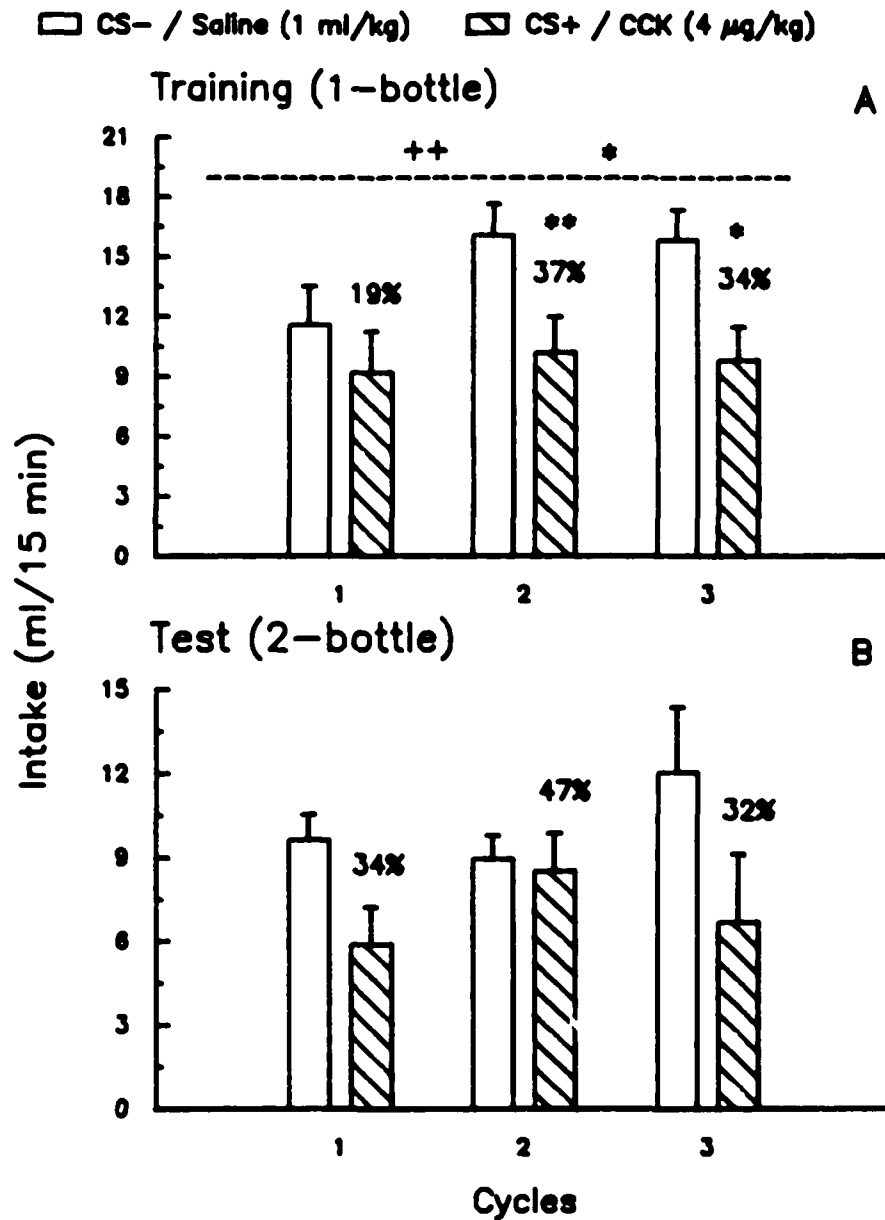 CS− / Saline (1 ml/kg) CS+ / CCK (4 μg/kg)
Training (1−bottle)
A
21
18
15
12
9
6
3
0
++ *
** *
19% 37% 34%
1 2 3
Intake (ml/15 min)
Test (2−bottle)
B
15
12
9
6
3
0
34% 47% 32%
1 2 3
Cycles